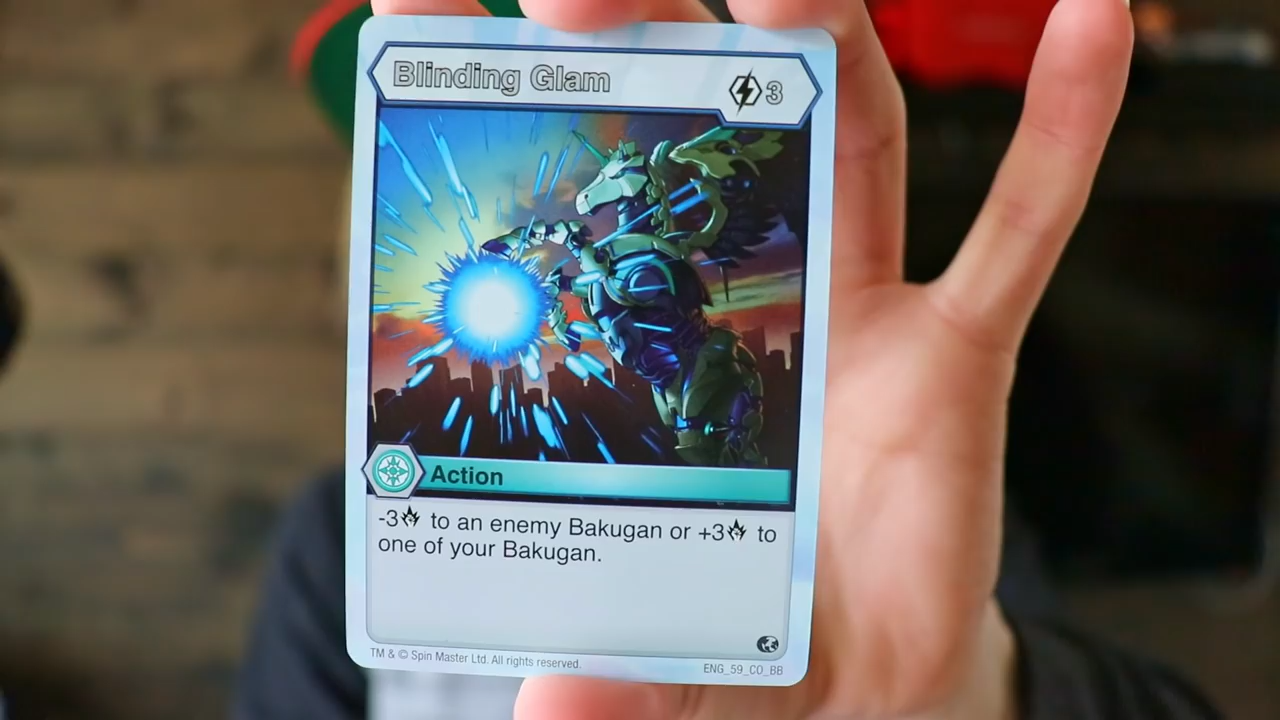 Blinding Glam
3
Action
-3 to an enemy Bakugan or +3 to
one of your Bakugan.
TM & © Spin Master Ltd. All rights reserved.
ENG_59_CO_BB